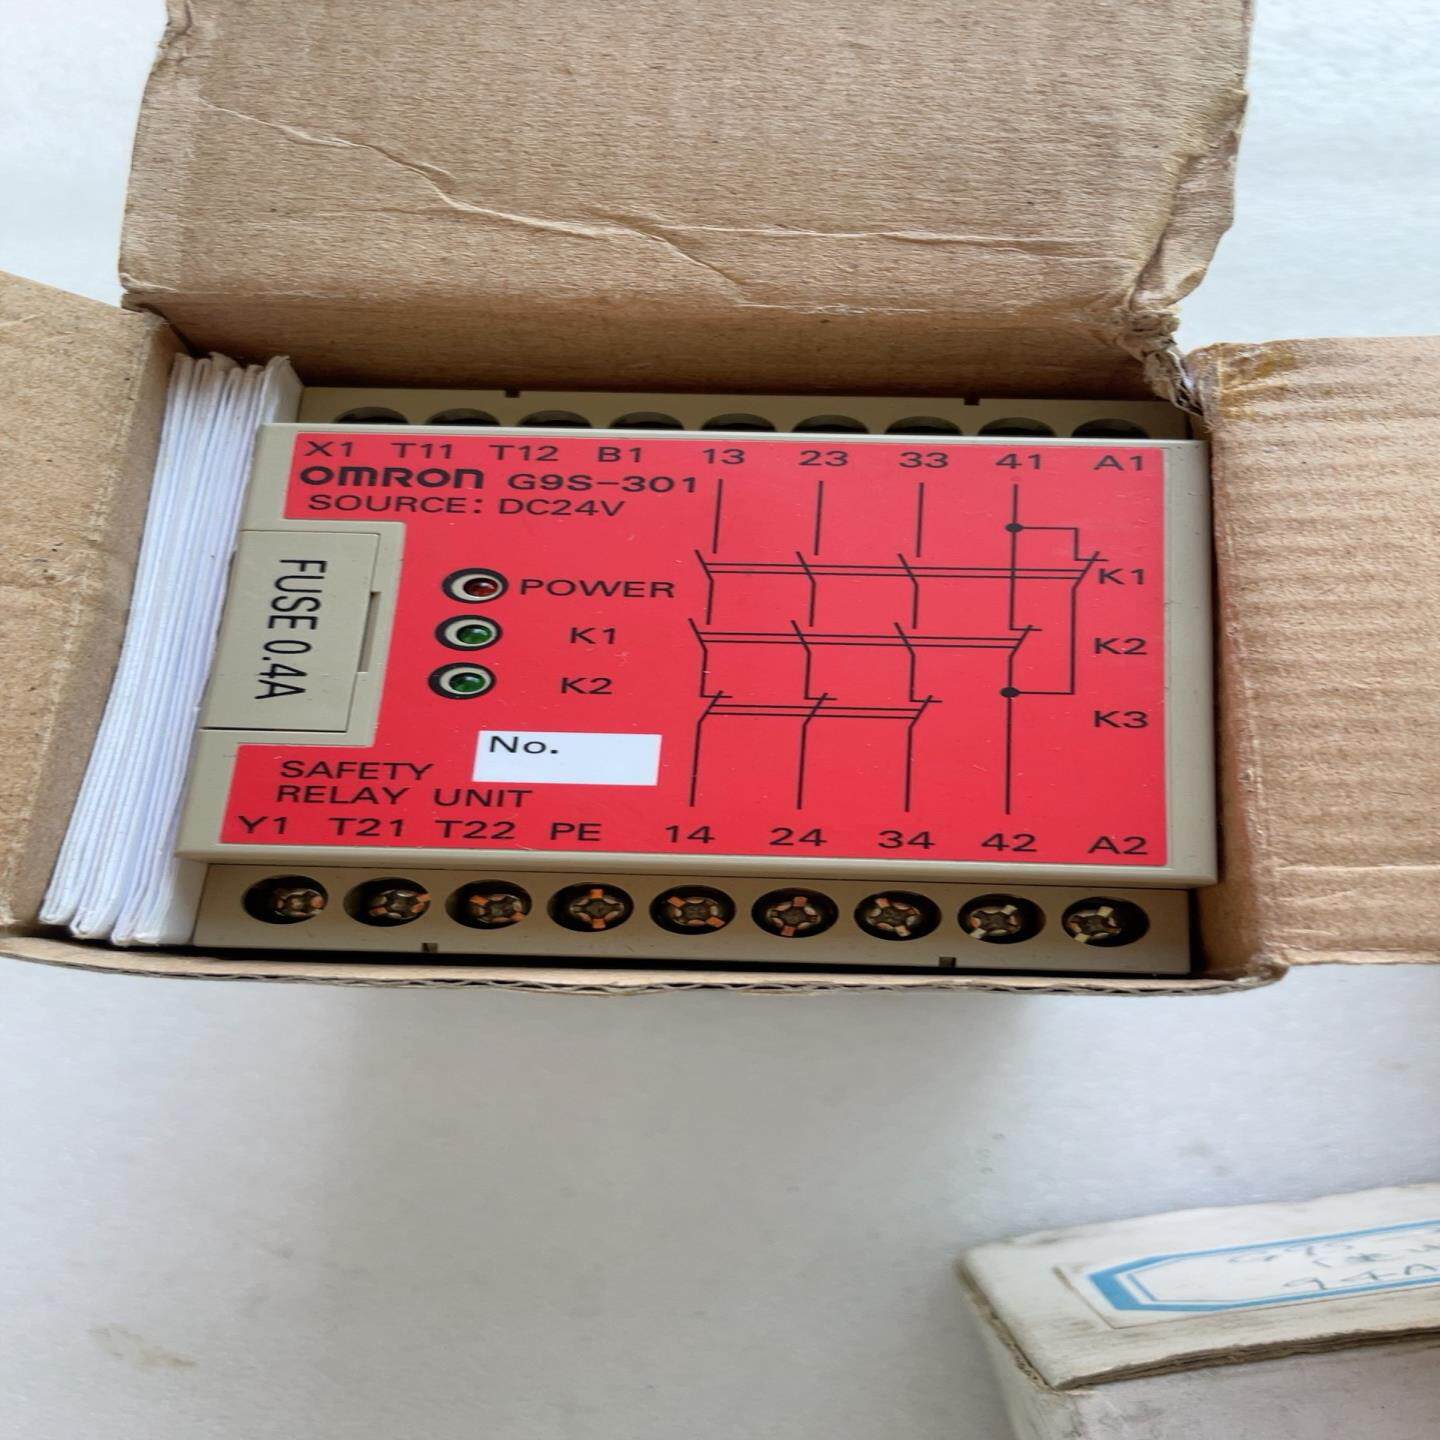 X1 T11 T12 B1 13 23 33 41 A1
OMRON G9S-301
SOURCE: DC24V
FUSE 0.4A
POWER
K1
K2
K1
K2
K3
No.
SAFETY
RELAY UNIT
Y1 T21 T22 PE 14 24 34 42 A2